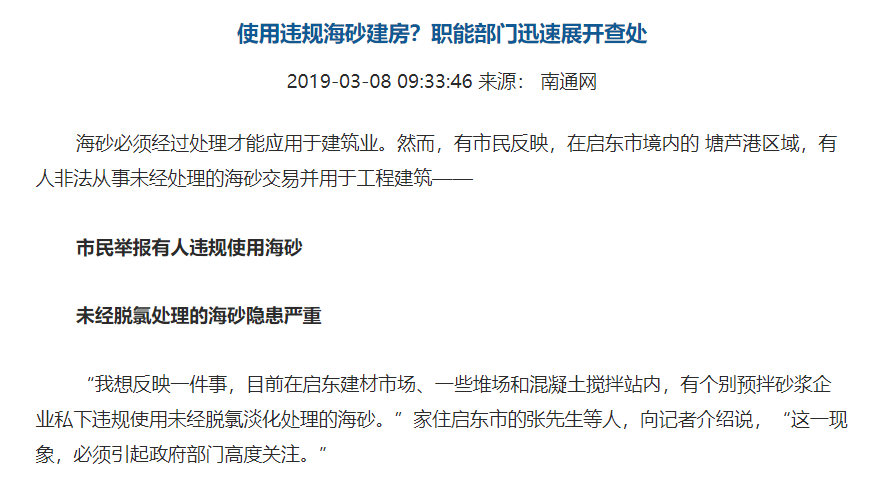 使用违规海砂建房？职能部门迅速展开查处
2019-03-08 09:33:46 来源： 南通网
海砂必须经过处理才能应用于建筑业。然而，有市民反映，在启东市境内的 塘芦港区域，有
人非法从事未经处理的海砂交易并用于工程建筑——
市民举报有人违规使用海砂
未经脱氯处理的海砂隐患严重
“我想反映一件事，目前在启东建材市场、一些堆场和混凝土搅拌站内，有个别预拌砂浆企
业私下违规使用未经脱氯淡化处理的海砂。”家住启东市的张先生等人，向记者介绍说，“这一现
象，必须引起政府部门高度关注。”